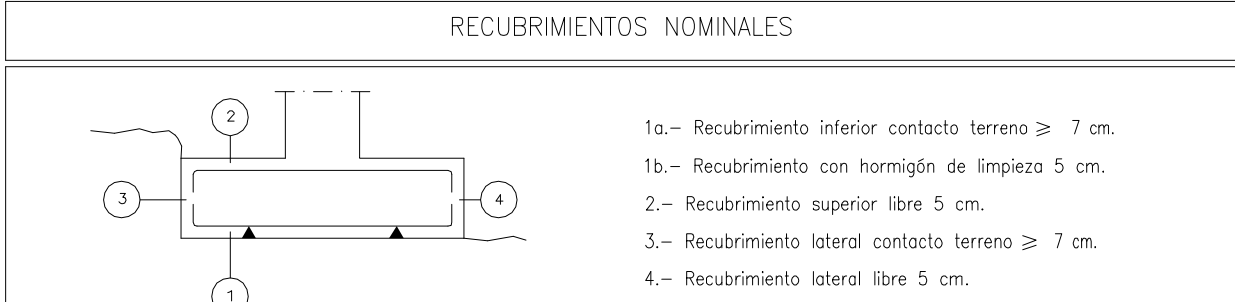 RECUBRIMIENTOS NOMINALES
2
3
4
1
1a.- Recubrimiento inferior contacto terreno ≥ 7 cm.
1b.- Recubrimiento con hormigón de limpieza 5 cm.
2.- Recubrimiento superior libre 5 cm.
3.- Recubrimiento lateral contacto terreno ≥ 7 cm.
4.- Recubrimiento lateral libre 5 cm.